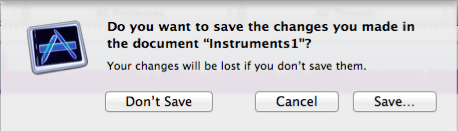 Do you want to save the changes you made in
the document “Instruments1”?
Your changes will be lost if you don’t save them.
Don’t Save Cancel Save...